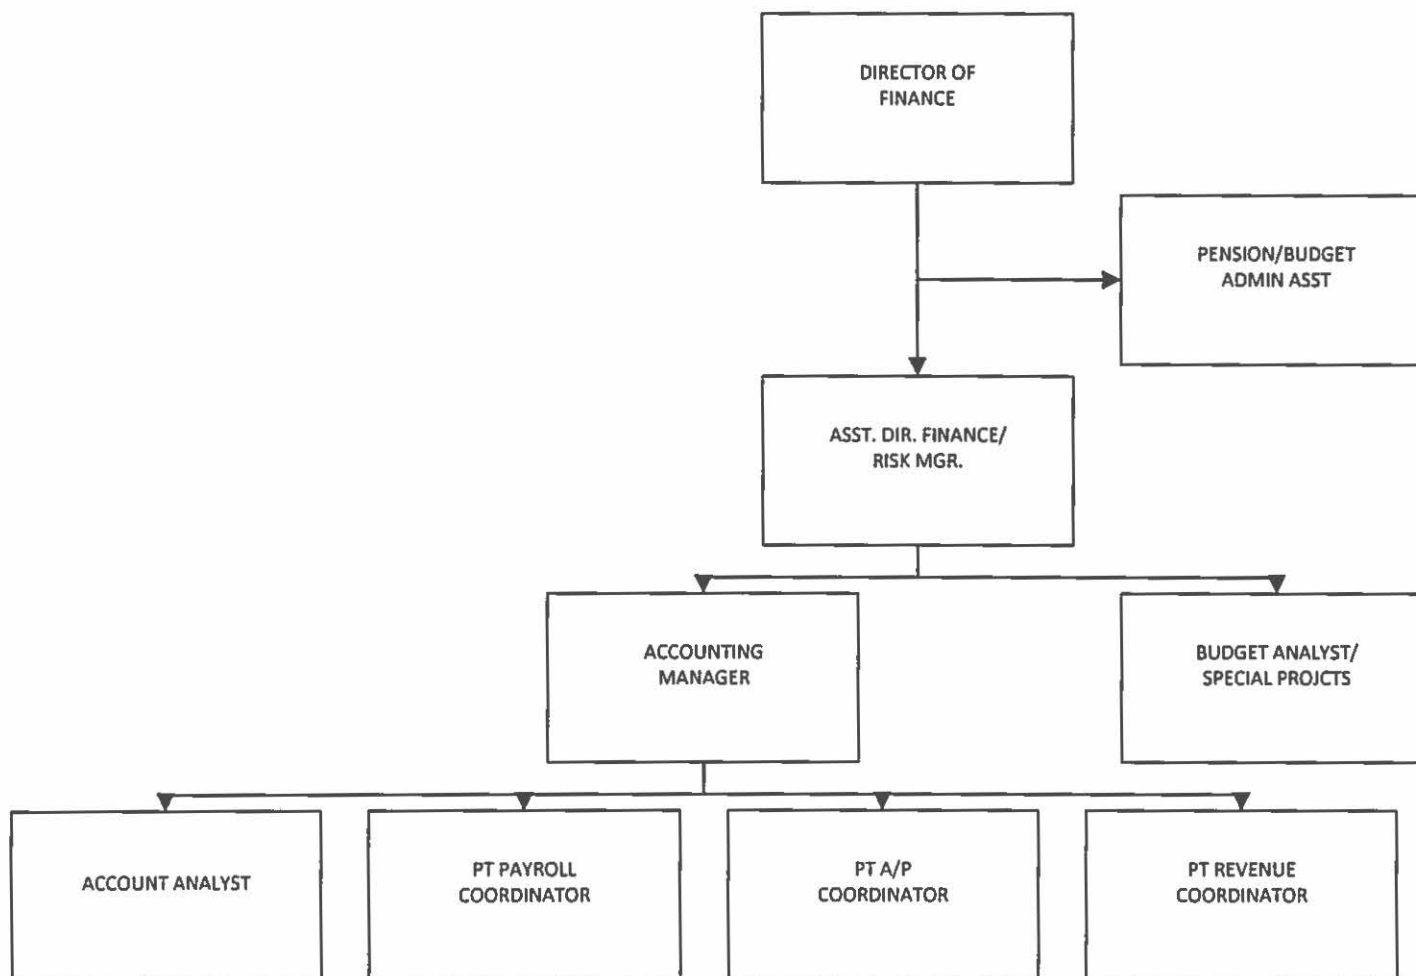 DIRECTOR OF
FINANCE
PENSION/BUDGET
ADMIN ASST
ASST. DIR. FINANCE/
RISK MGR.
ACCOUNTING
MANAGER
BUDGET ANALYST/
SPECIAL PROJCTS
ACCOUNT ANALYST
PT PAYROLL
COORDINATOR
PT A/P
COORDINATOR
PT REVENUE
COORDINATOR